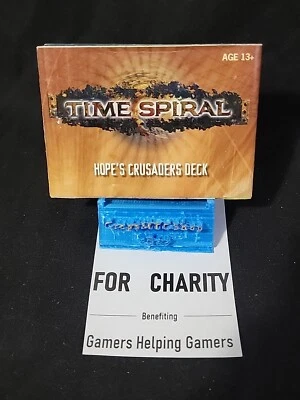 AGE 13+
TIME SPIRAL
HOPE'S CRUSADERS DECK
FOR CHARITY
Benefiting
Gamers Helping Gamers